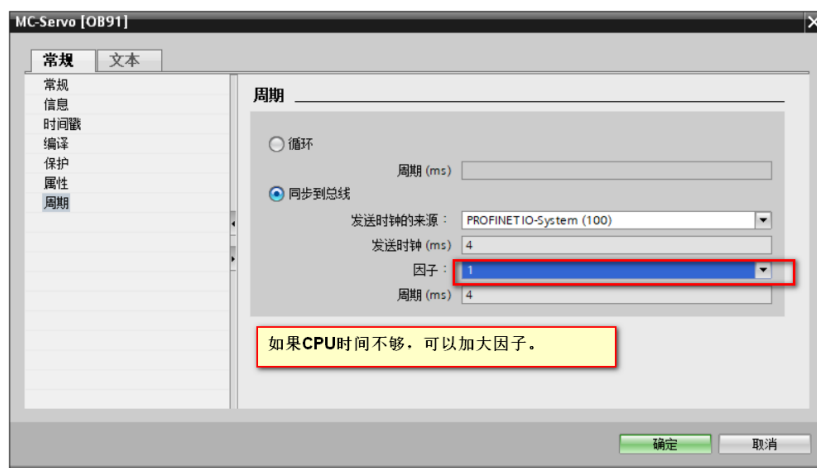 MC-Servo [OB91]
常规
文本
常规
信息
时间戳
编译
保护
属性
周期
周期
循环
周期 (ms)
同步到总线
发送时钟的来源：
PROFINET IO-System (100)
发送时钟 (ms)
4
因子：
1
周期 (ms)
4
如果CPU时间不够，可以加大因子。
确定
取消